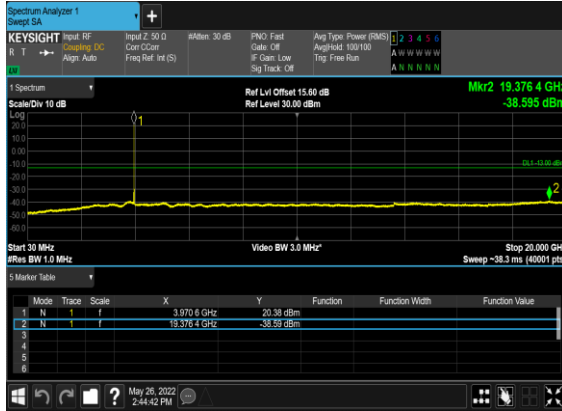 Spectrum Analyzer 1
Swept SA
+
KEYSIGHT Input: RF Input Z: 50 Ω #Atten: 30 dB PNO: Fast Avg Type: Power (RMS) 1 2 3 4 5 6
R T Coupling: DC Corr CCorr Gate: Off Avg|Hold: 100/100 A W W W W W
Align: Auto Freq Ref: Int (S) IF Gain: Low Trig: Free Run
Sig Track: Off A N N N N N
1 Spectrum Ref Lvl Offset 15.60 dB Mkr2 19.376 4 GHz
Scale/Div 10 dB Ref Level 30.00 dBm -38.595 dBm
Log
20.0
10.0
0.00
-10.0
-20.0
-30.0
-40.0
-50.0
-60.0
1
DL1 -13.00 dBm
2
Start 30 MHz Video BW 3.0 MHz* Stop 20.000 GHz
#Res BW 1.0 MHz Sweep ~38.3 ms (40001 pts)
5 Marker Table
Mode Trace Scale X Y Function Function Width Function Value
1 N 1 f 3.970 6 GHz 20.38 dBm
2 N 1 f 19.376 4 GHz -38.59 dBm
3
4
5
6
? May 26, 2022
2:44:42 PM